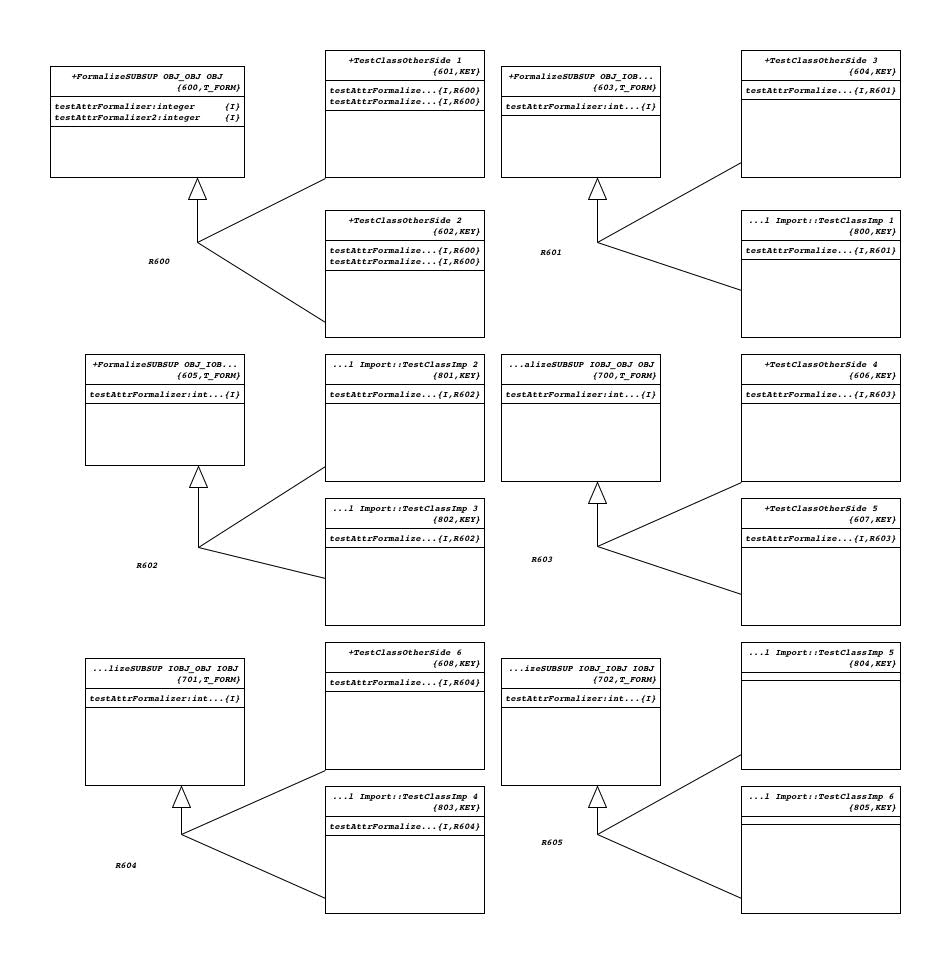 +FormalizeSUBSUP OBJ_OBJ OBJ
{600,T_FORM}
testAttrFormalizer:integer {I}
testAttrFormalizer2:integer {I}
+TestClassOtherSide 1
{601,KEY}
testAttrFormalize...{I,R600}
testAttrFormalize...{I,R600}
+TestClassOtherSide 2
{602,KEY}
testAttrFormalize...{I,R600}
testAttrFormalize...{I,R600}
R600
+FormalizeSUBSUP OBJ_IOB...
{603,T_FORM}
testAttrFormalizer:int...{I}
+TestClassOtherSide 3
{604,KEY}
testAttrFormalize...{I,R601}
...l Import::TestClassImp 1
{800,KEY}
testAttrFormalize...{I,R601}
R601
+FormalizeSUBSUP OBJ_IOB...
{605,T_FORM}
testAttrFormalizer:int...{I}
...l Import::TestClassImp 2
{801,KEY}
testAttrFormalize...{I,R602}
...l Import::TestClassImp 3
{802,KEY}
testAttrFormalize...{I,R602}
R602
...alizeSUBSUP IOBJ_OBJ OBJ
{700,T_FORM}
testAttrFormalizer:int...{I}
+TestClassOtherSide 4
{606,KEY}
testAttrFormalize...{I,R603}
+TestClassOtherSide 5
{607,KEY}
testAttrFormalize...{I,R603}
R603
...lizeSUBSUP IOBJ_OBJ IOBJ
{701,T_FORM}
testAttrFormalizer:int...{I}
+TestClassOtherSide 6
{608,KEY}
testAttrFormalize...{I,R604}
...l Import::TestClassImp 4
{803,KEY}
testAttrFormalize...{I,R604}
R604
...izeSUBSUP IOBJ_IOBJ IOBJ
{702,T_FORM}
testAttrFormalizer:int...{I}
...l Import::TestClassImp 5
{804,KEY}
...l Import::TestClassImp 6
{805,KEY}
R605